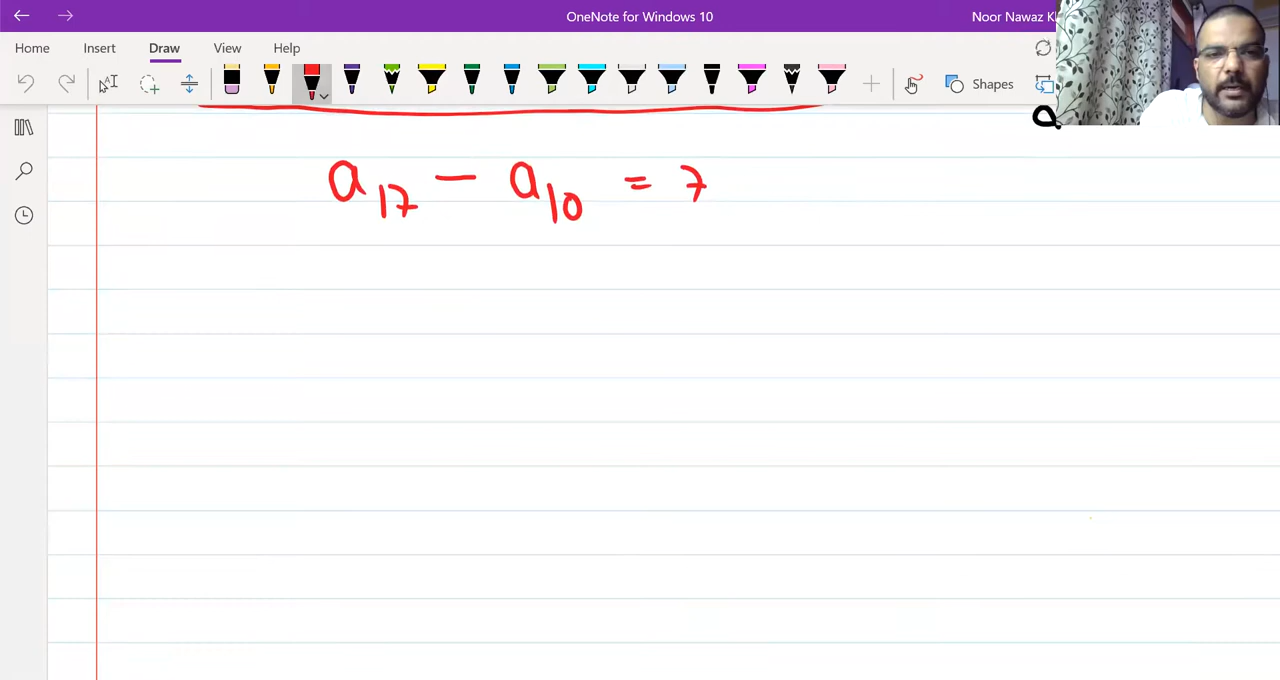 OneNote for Windows 10
Noor Nawaz
Home Insert Draw View Help
Shapes
a₁₇ − a₁₀ = 7